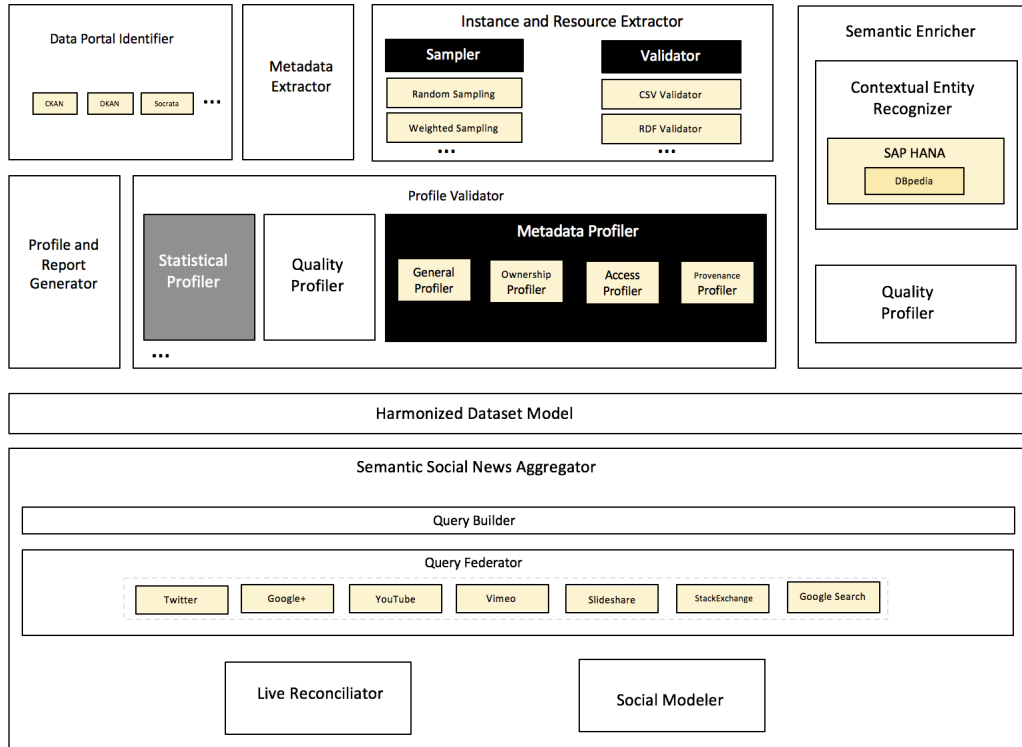 Data Portal Identifier
CKAN
DKAN
Socrata
...
Metadata
Extractor
Instance and Resource Extractor
Sampler
Random Sampling
Weighted Sampling
...
Validator
CSV Validator
RDF Validator
...
Semantic Enricher
Contextual Entity
Recognizer
SAP HANA
DBpedia
Quality
Profiler
Profile and
Report
Generator
Profile Validator
Statistical
Profiler
Quality
Profiler
...
Metadata Profiler
General
Profiler
Ownership
Profiler
Access
Profiler
Provenance
Profiler
Harmonized Dataset Model
Semantic Social News Aggregator
Query Builder
Query Federator
Twitter
Google+
YouTube
Vimeo
Slideshare
StackExchange
Google Search
Live Reconciliator
Social Modeler